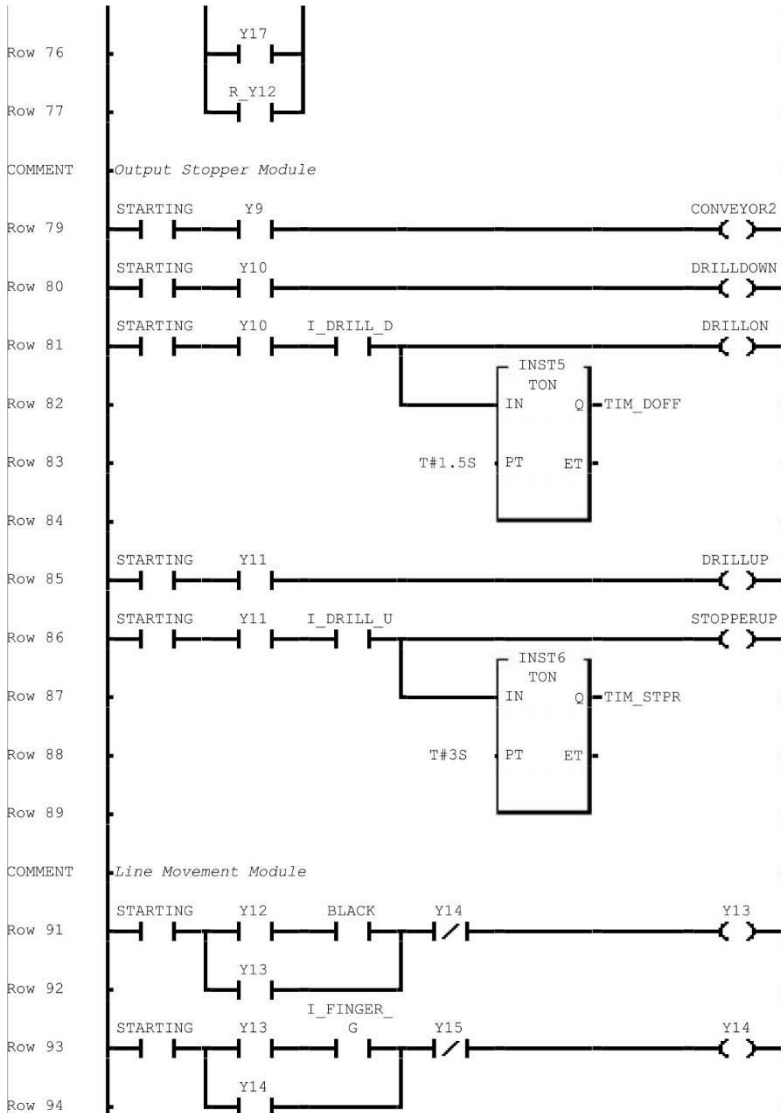 Y17
Row 76
R_Y12
Row 77
COMMENT Output Stopper Module
STARTING Y9 CONVEYOR2
Row 79
STARTING Y10 DRILLDOWN
Row 80
STARTING Y10 I_DRILL_D DRILLON
Row 81
INST5
TON
Row 82 IN Q TIM_DOFF
Row 83 T#1.5S PT ET
Row 84
STARTING Y11 DRILLUP
Row 85
STARTING Y11 I_DRILL_U STOPPERUP
Row 86
INST6
TON
Row 87 IN Q TIM_STPR
Row 88 T#3S PT ET
Row 89
COMMENT Line Movement Module
STARTING Y12 BLACK Y14 Y13
Row 91
Y13
Row 92
I_FINGER_
STARTING Y13 G Y15 Y14
Row 93
Y14
Row 94